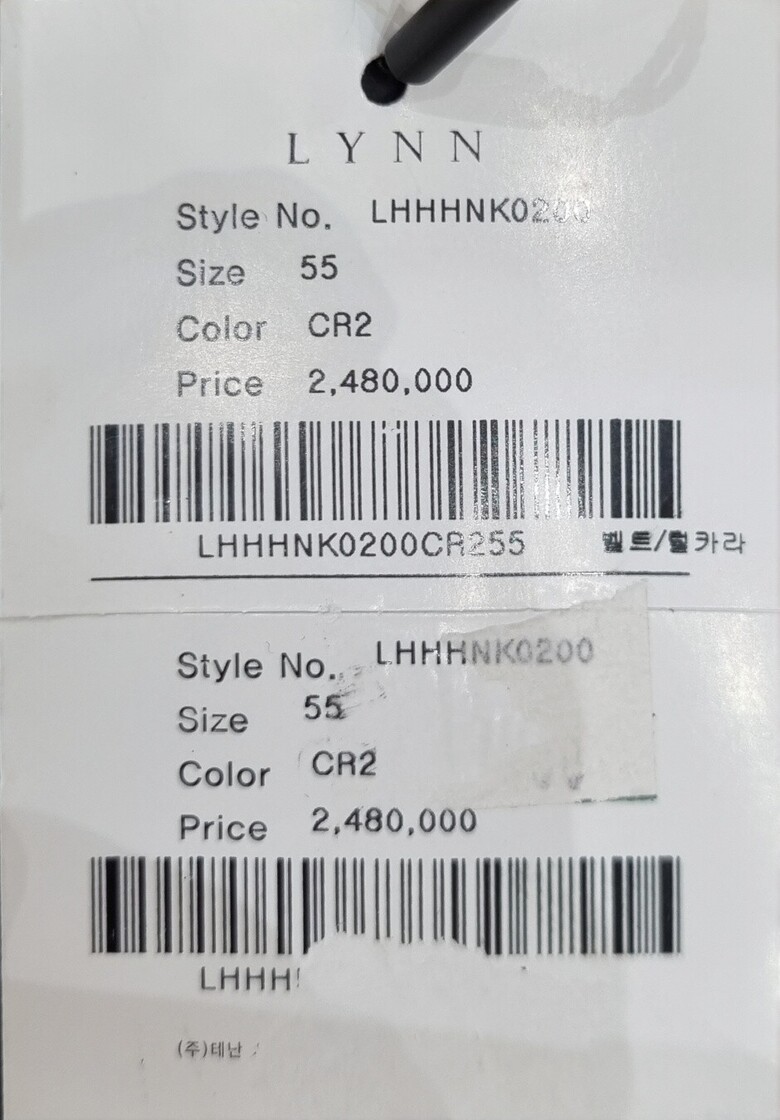 LYNN
Style No. LHHHNK0200
Size 55
Color CR2
Price 2,480,000
LHHHNK0200CR255 벨트/털카라
Style No. LHHHNK0200
Size 55
Color CR2
Price 2,480,000
LHHH
(주)테난